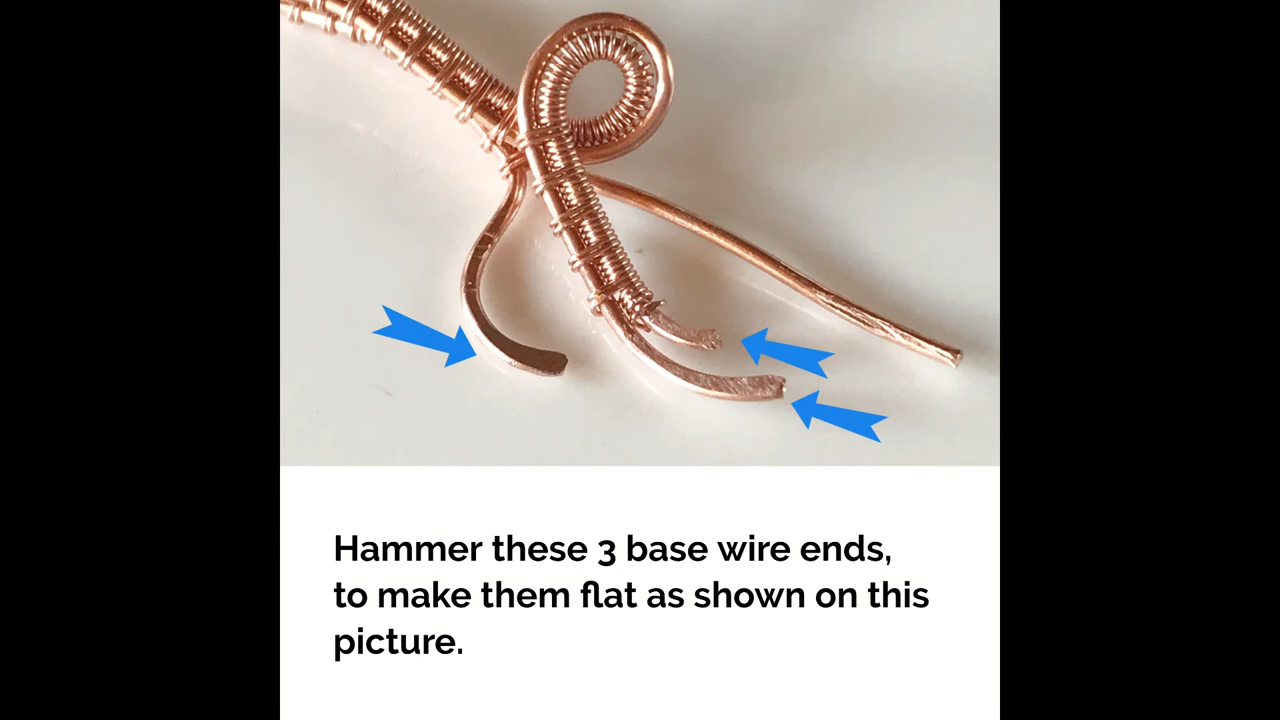 Hammer these 3 base wire ends,
to make them flat as shown on this
picture.